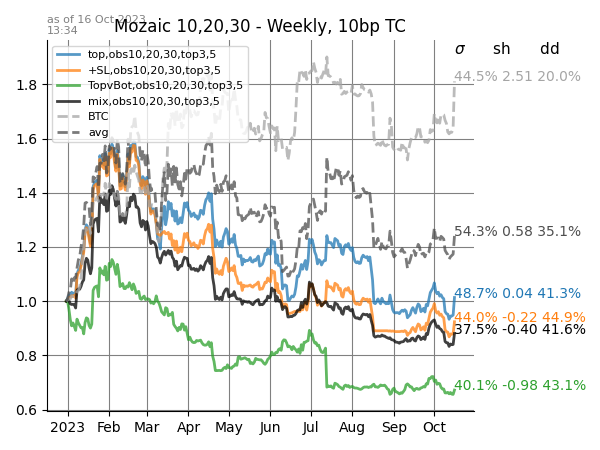 as of 16 Oct 2023
13:34
Mozaic 10,20,30 - Weekly, 10bp TC
σ sh dd
top,obs10,20,30,top3,5
+SL,obs10,20,30,top3,5
TopvBot,obs10,20,30,top3,5
mix,obs10,20,30,top3,5
BTC
avg
44.5% 2.51 20.0%
54.3% 0.58 35.1%
48.7% 0.04 41.3%
44.0% -0.22 44.9%
37.5% -0.40 41.6%
40.1% -0.98 43.1%
1.8
1.6
1.4
1.2
1.0
0.8
0.6
2023 Feb Mar Apr May Jun Jul Aug Sep Oct